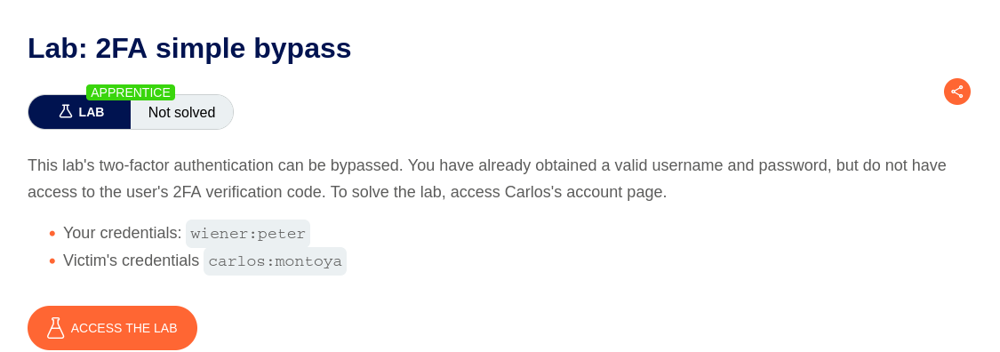 Lab: 2FA simple bypass
APPRENTICE
LAB
Not solved
This lab's two-factor authentication can be bypassed. You have already obtained a valid username and password, but do not have
access to the user's 2FA verification code. To solve the lab, access Carlos's account page.
• Your credentials: wiener:peter
• Victim's credentials carlos:montoya
ACCESS THE LAB